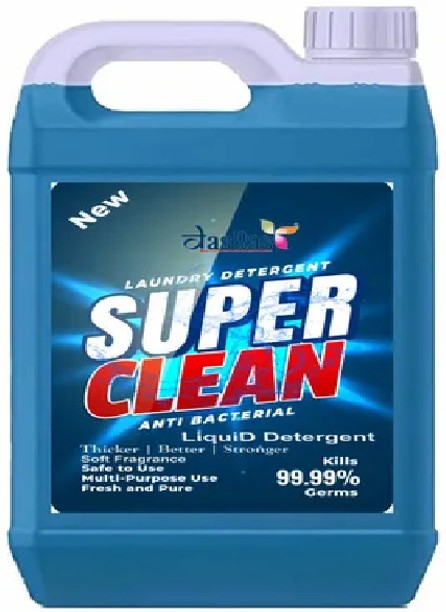 New
LAUNDRY DETERGENT
SUPER
CLEAN
ANTI BACTERIAL
LiquiD Detergent
Thicker | Better | Stronger
Soft Fragrance
Safe to Use
Multi-Purpose Use
Fresh and Pure
Kills
99.99%
Germs